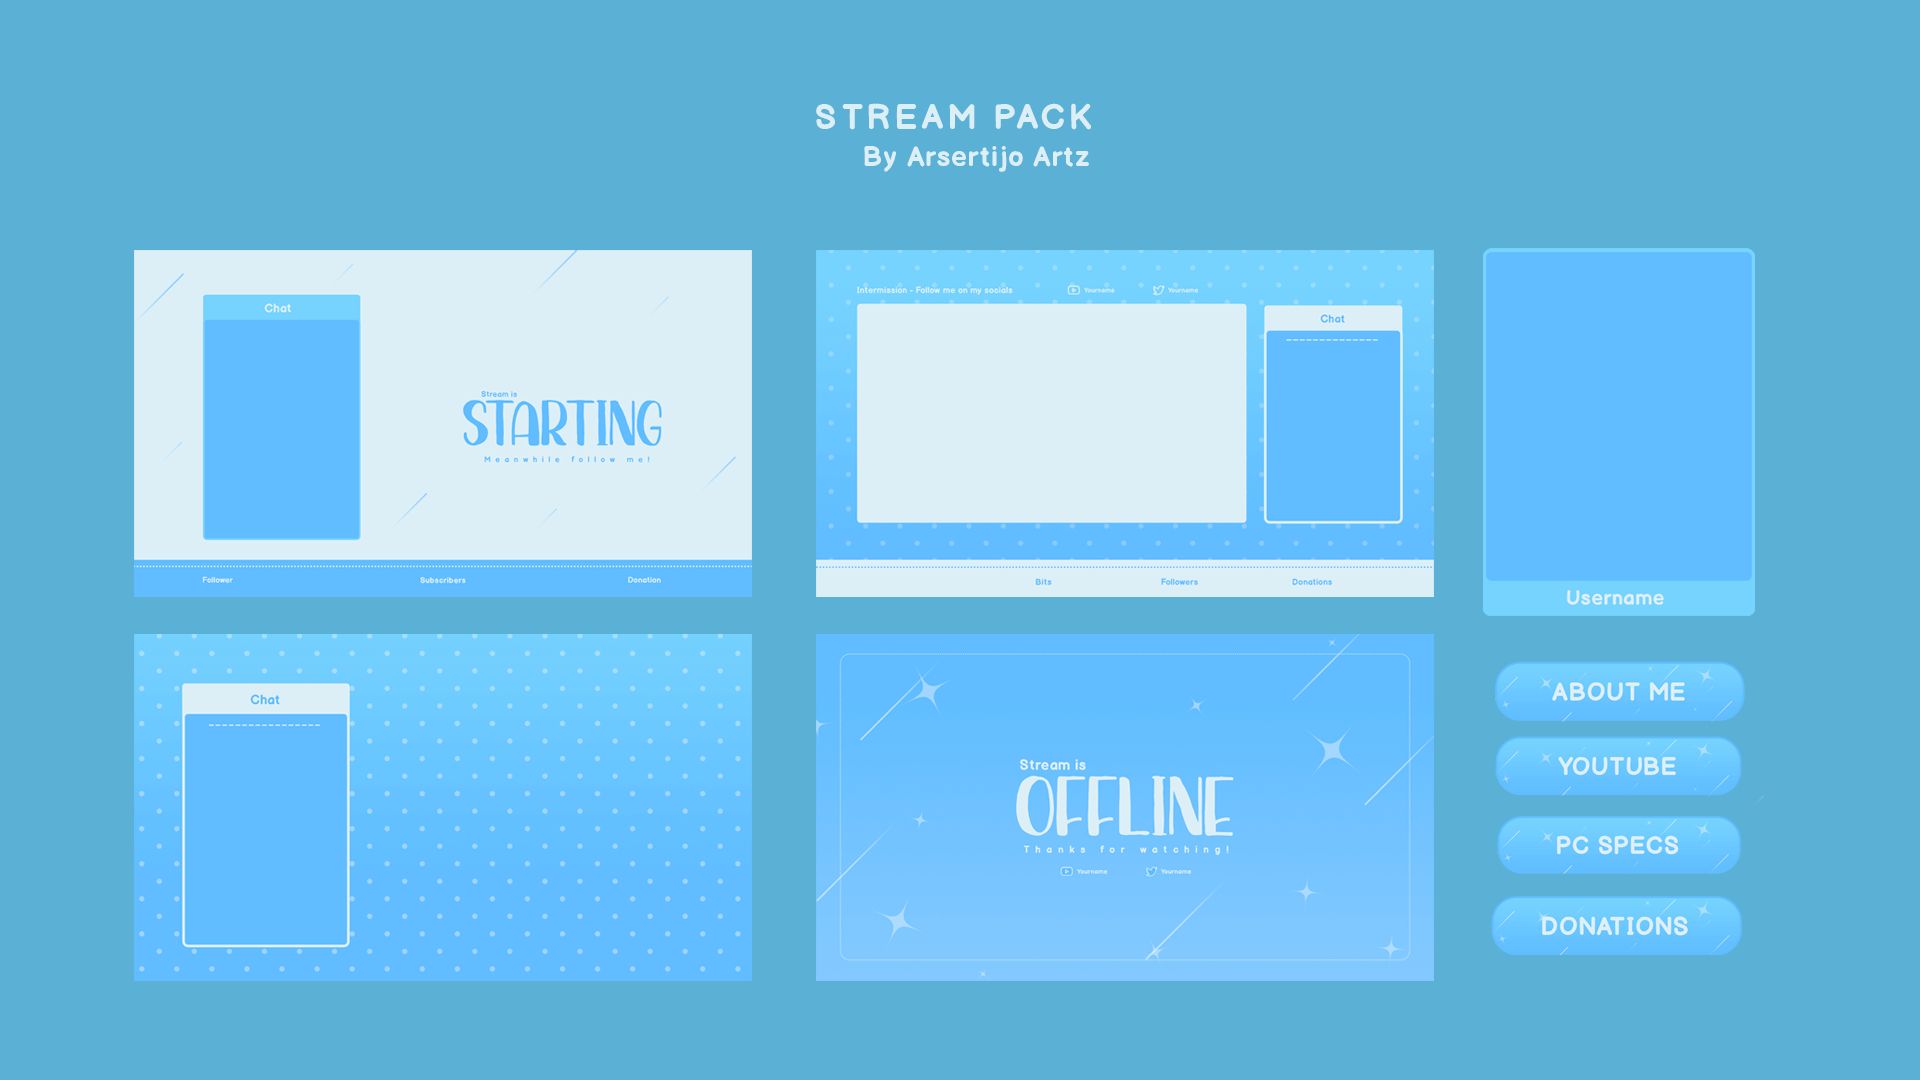 STREAM PACK
By Arsertijo Artz
Chat
Stream is
STARTING
Meanwhile follow me!
Follower
Subscribers
Donation
Intermission - Follow me on my socials
Yourname
Yourname
Chat
Bits
Followers
Donations
Username
Chat
Stream is
OFFLINE
Thanks for watching!
Yourname
Yourname
ABOUT ME
YOUTUBE
PC SPECS
DONATIONS